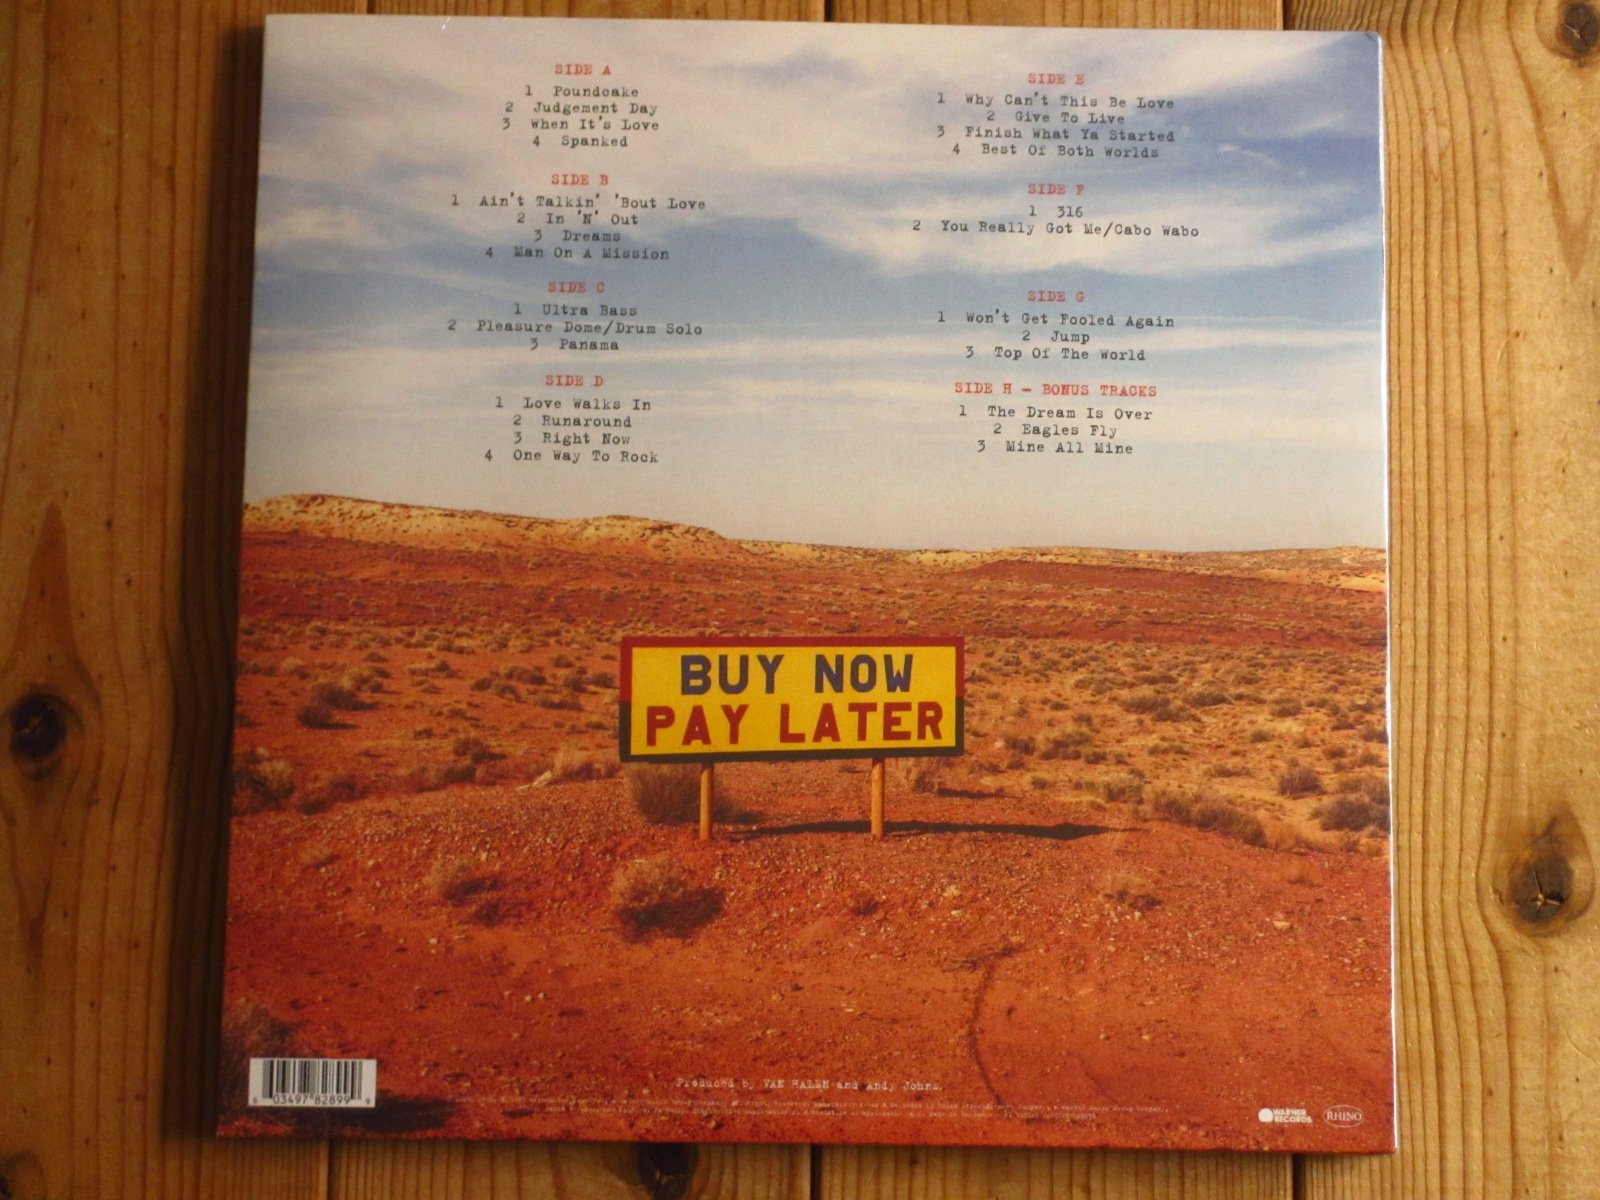 SIDE A
1 Poundcake
2 Judgement Day
3 When It's Love
4 Spanked
SIDE B
1 Ain't Talkin' 'Bout Love
2 In 'N' Out
3 Dreams
4 Man On A Mission
SIDE C
1 Ultra Bass
2 Pleasure Dome/Drum Solo
3 Panama
SIDE D
1 Love Walks In
2 Runaround
3 Right Now
4 One Way To Rock
SIDE E
1 Why Can't This Be Love
2 Give To Live
3 Finish What Ya Started
4 Best Of Both Worlds
SIDE F
1 316
2 You Really Got Me/Cabo Wabo
SIDE G
1 Won't Get Fooled Again
2 Jump
3 Top Of The World
SIDE H - BONUS TRACKS
1 The Dream Is Over
2 Eagles Fly
3 Mine All Mine
BUY NOW
PAY LATER
Produced by VAN HALEN and Andy Johns.
6 03497 82899 9
WARNER
RECORDS
RHINO